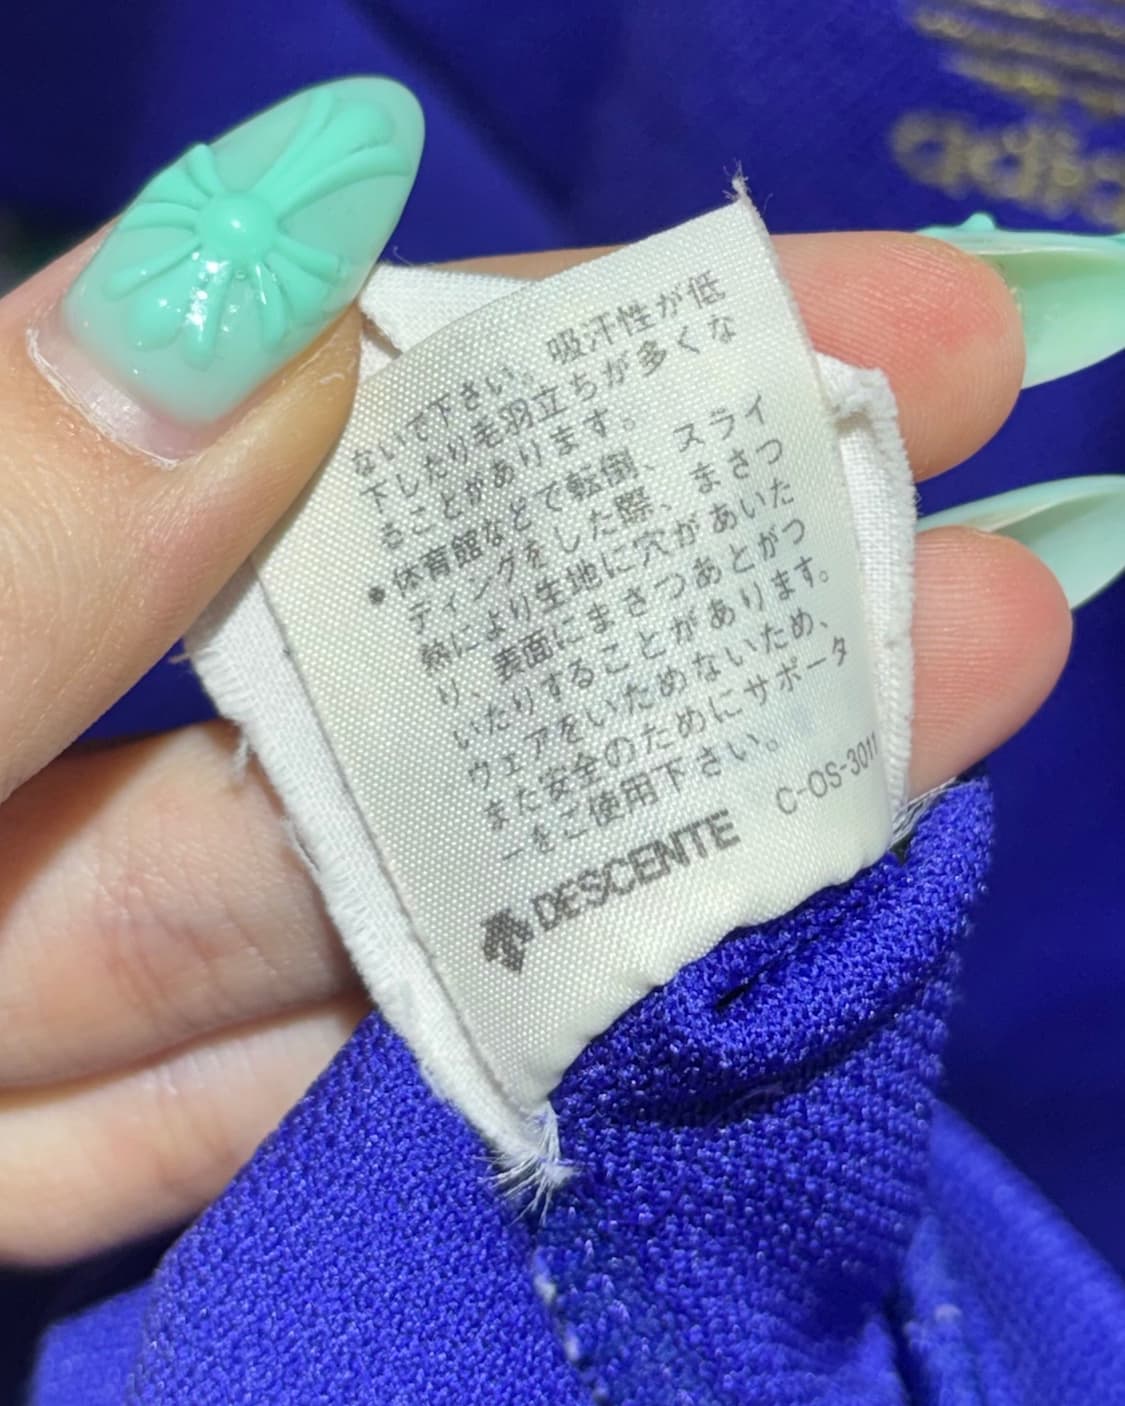 ないで下さい。吸汗性が低
下したり毛羽立ちが多くな
ることがあります。
●体育館などで転倒、スライ
ディングをした際、まさつ
熱により生地に穴があいた
り、表面にまさつあとがつ
いたりすることがあります。
ウェアをいためないため、
また安全のためにサポータ
ーをご使用下さい。
DESCENTE C-OS-3011